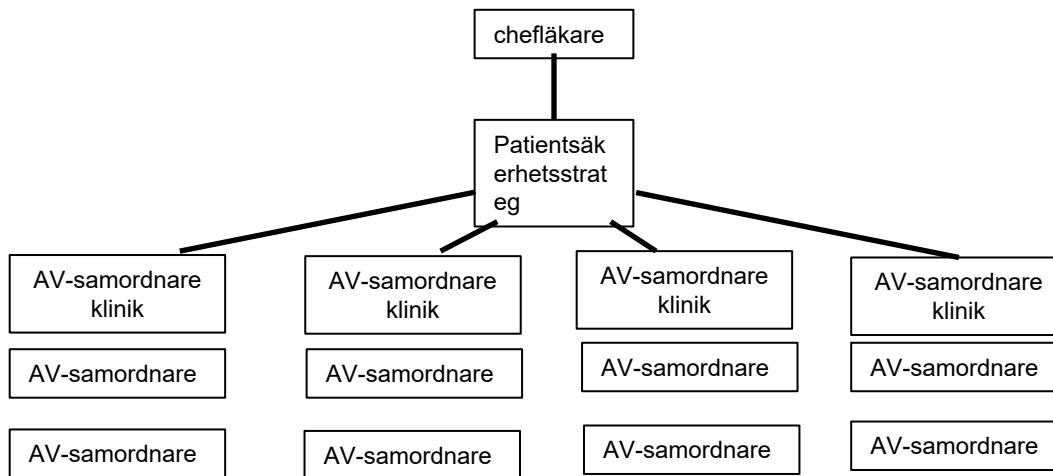 chefläkare
Patientsäk
erhetsstrat
eg
AV-samordnare
klinik
AV-samordnare
klinik
AV-samordnare
klinik
AV-samordnare
klinik
AV-samordnare
AV-samordnare
AV-samordnare
AV-samordnare
AV-samordnare
AV-samordnare
AV-samordnare
AV-samordnare